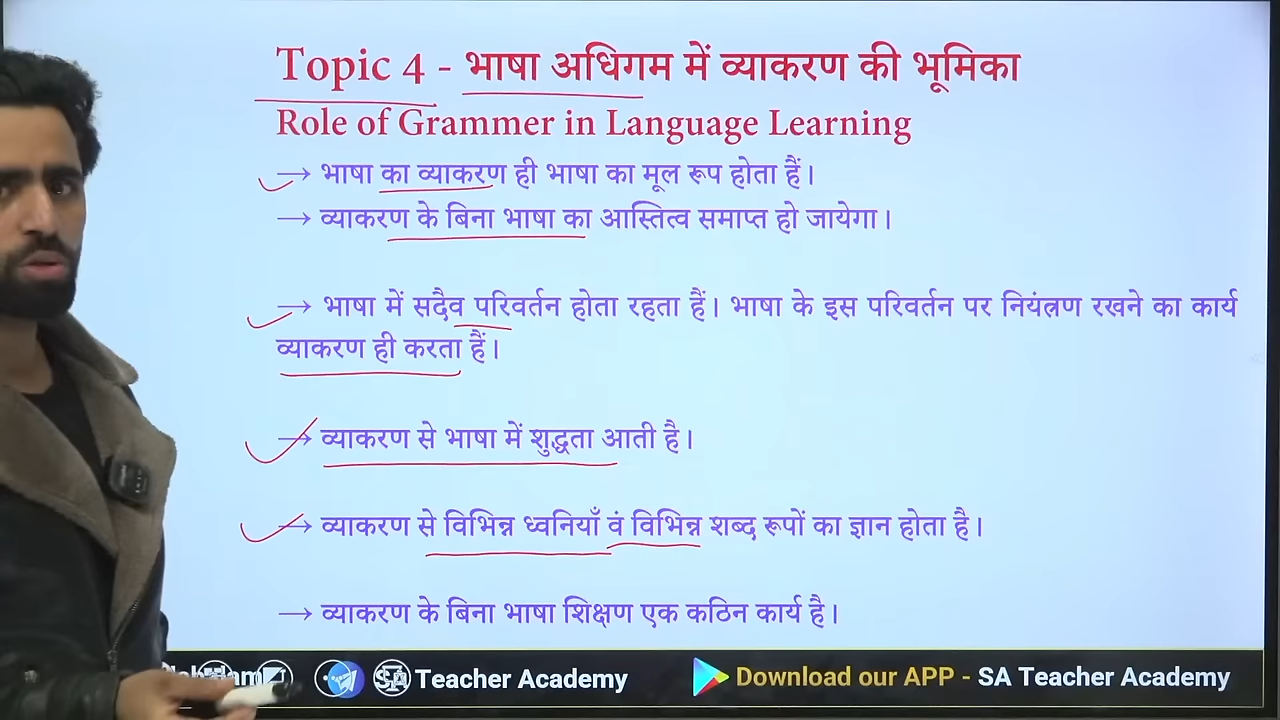 Topic 4 - भाषा अधिगम में व्याकरण की भूमिका
Role of Grammer in Language Learning
→ भाषा का व्याकरण ही भाषा का मूल रूप होता हैं।
→ व्याकरण के बिना भाषा का आस्तित्व समाप्त हो जायेगा।
→ भाषा में सदैव परिवर्तन होता रहता हैं। भाषा के इस परिवर्तन पर नियंत्रण रखने का कार्य
व्याकरण ही करता हैं।
→ व्याकरण से भाषा में शुद्धता आती है।
→ व्याकरण से विभिन्न ध्वनियाँ वं विभिन्न शब्द रूपों का ज्ञान होता है।
→ व्याकरण के बिना भाषा शिक्षण एक कठिन कार्य है।
SA Teacher Academy
Download our APP - SA Teacher Academy